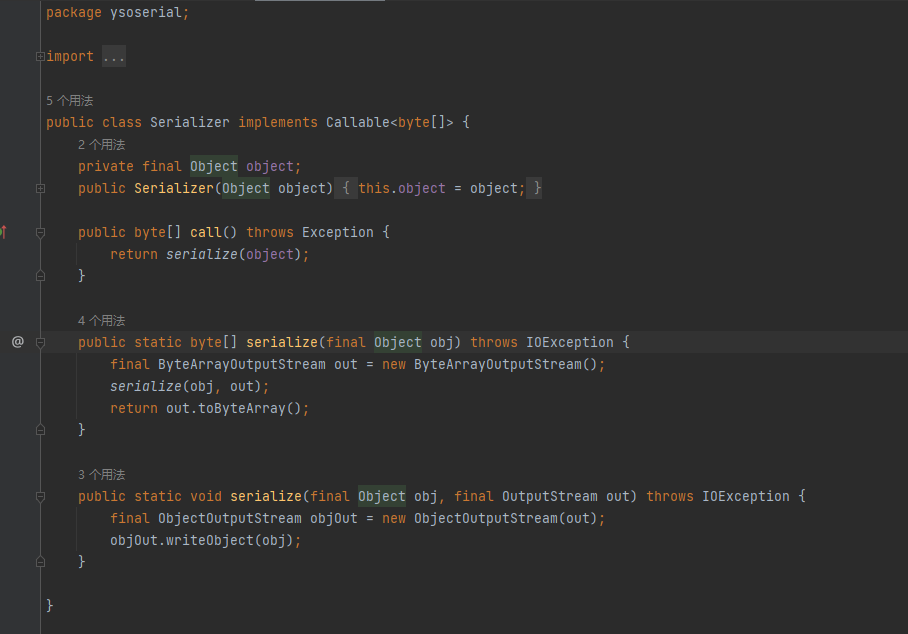 package ysoserial;
import ...
5 个用法
public class Serializer implements Callable<byte[]> {
2 个用法
private final Object object;
public Serializer(Object object) { this.object = object; }
public byte[] call() throws Exception {
return serialize(object);
}
4 个用法
@ public static byte[] serialize(final Object obj) throws IOException {
final ByteArrayOutputStream out = new ByteArrayOutputStream();
serialize(obj, out);
return out.toByteArray();
}
3 个用法
public static void serialize(final Object obj, final OutputStream out) throws IOException {
final ObjectOutputStream objOut = new ObjectOutputStream(out);
objOut.writeObject(obj);
}
}